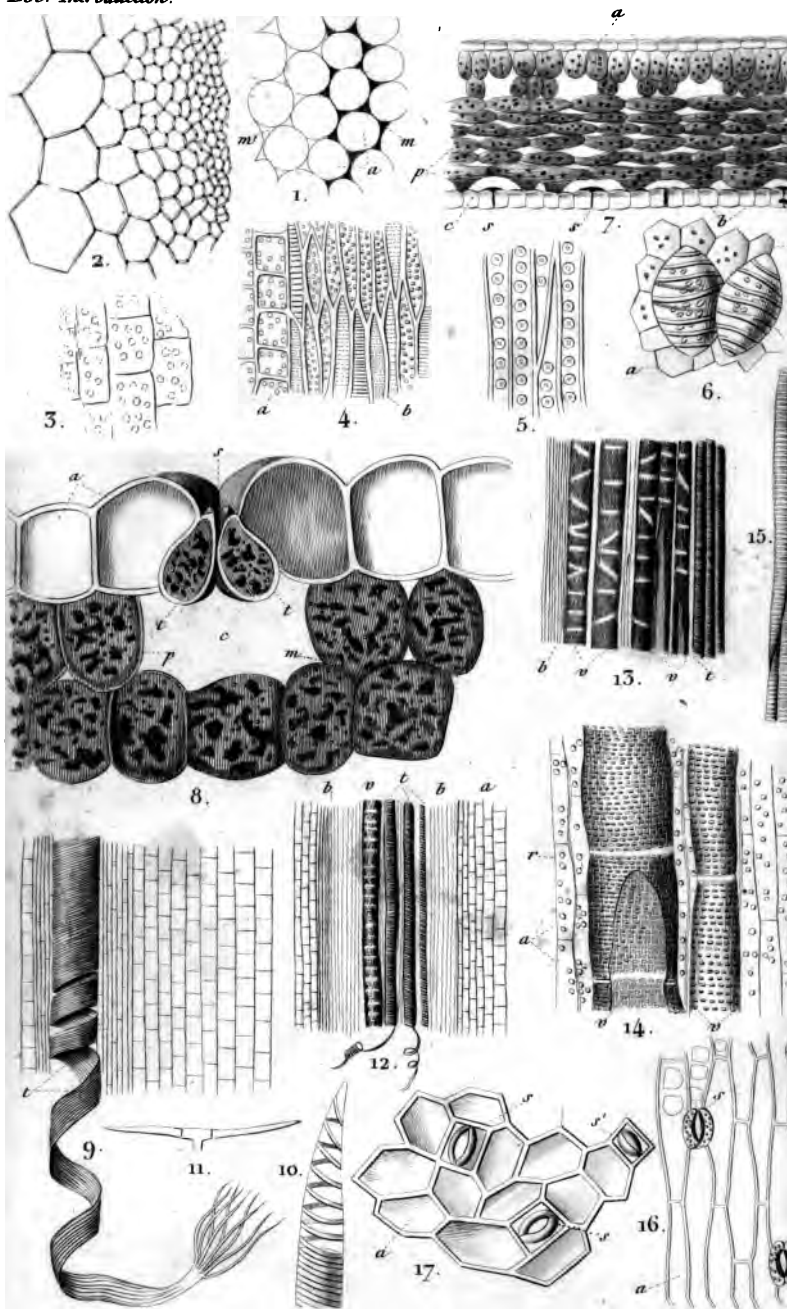 a
m'
m
a
1.
2.
p
c
s
s
7.
b
3.
a
4.
b
5.
a
6.
s
a
t
t
c
p
m
8.
b
v
13.
v
t
15.
b
v
t
b
a
r
a
v
14.
v
12.
t
9.
11.
10.
s
s'
a
17.
s
s
16.
a